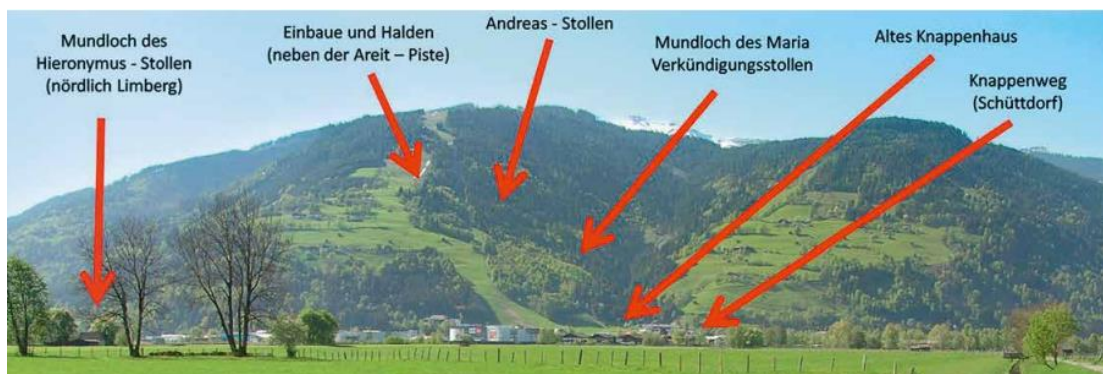 Mundloch des
Hieronymus - Stollen
(nördlich Limberg)
Einbaue und Halden
(neben der Areit – Piste)
Andreas - Stollen
Mundloch des Maria
Verkündigungsstollen
Altes Knappenhaus
Knappenweg
(Schüttdorf)